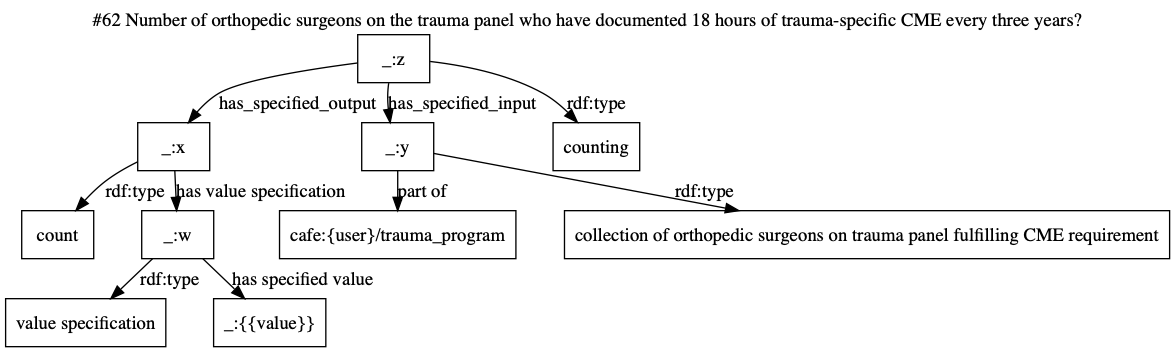 #62 Number of orthopedic surgeons on the trauma panel who have documented 18 hours of trauma-specific CME every three years?
_:z
has_specified_output
has_specified_input
rdf:type
_:x
_:y
counting
rdf:type
has value specification
part of
rdf:type
count
_:w
cafe:{user}/trauma_program
collection of orthopedic surgeons on trauma panel fulfilling CME requirement
rdf:type
has specified value
value specification
_:{{value}}